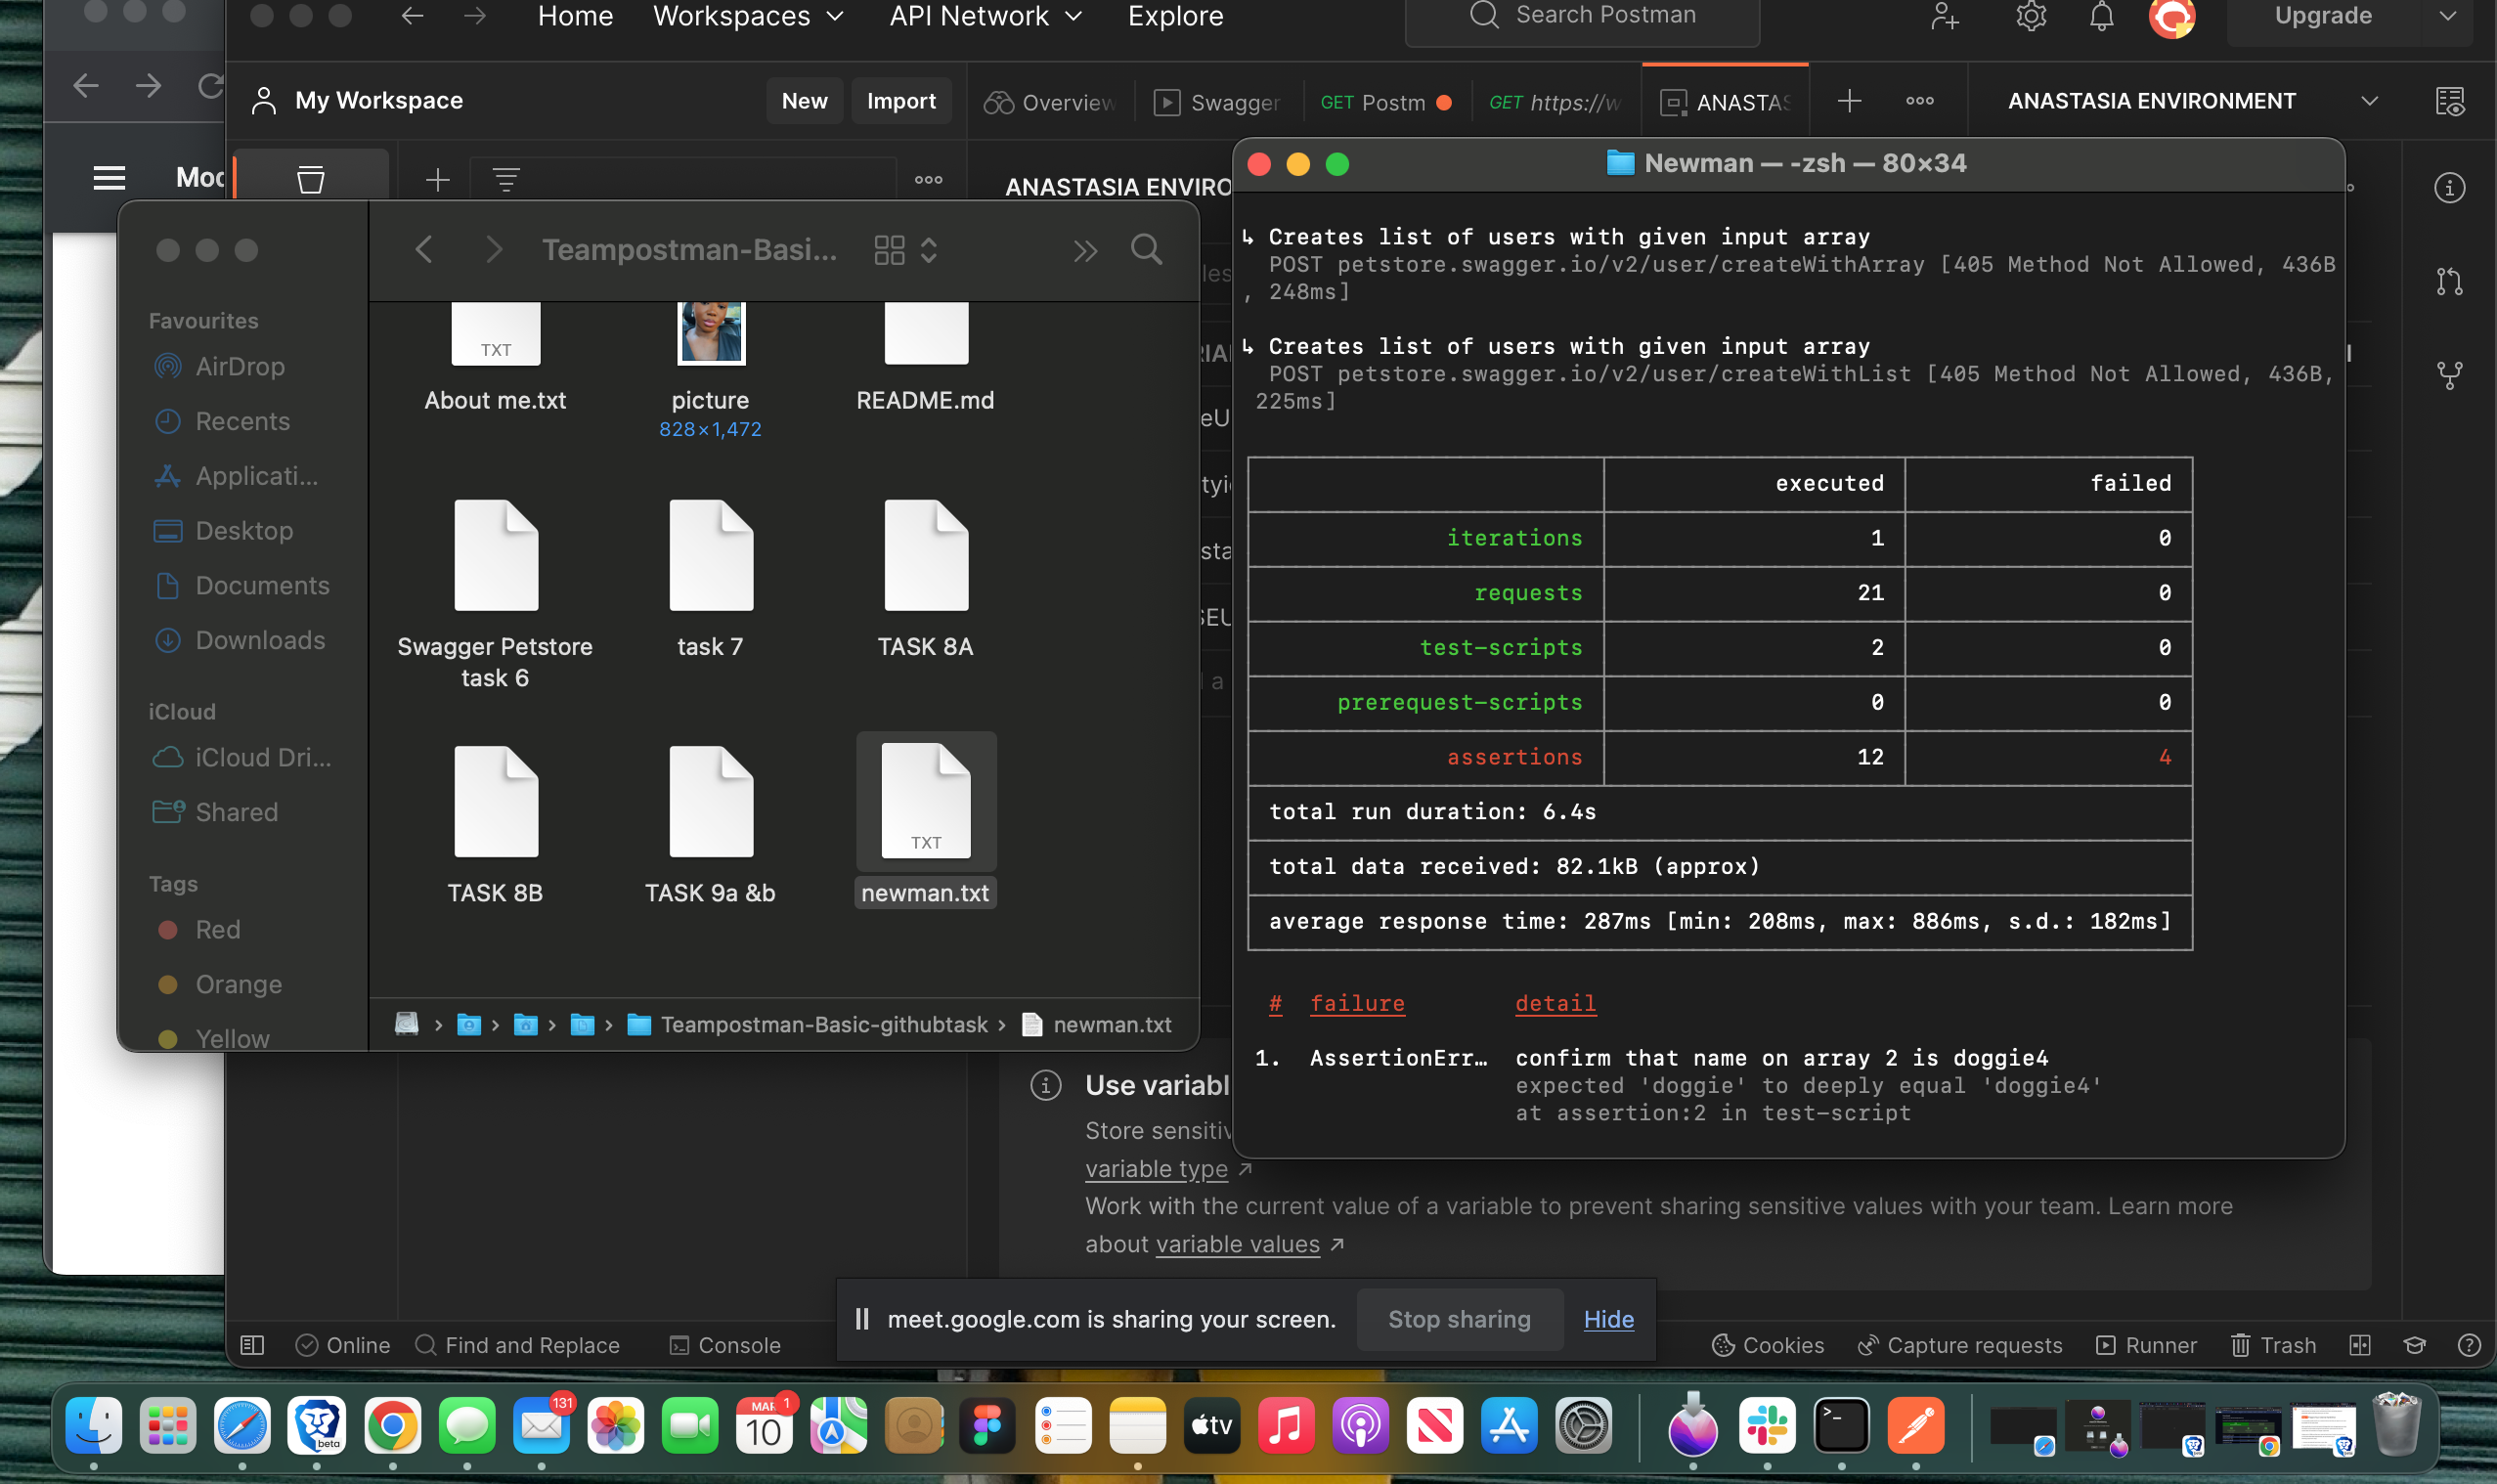 Home Workspaces API Network Explore Search Postman Upgrade
My Workspace New Import Overview Swagger GET Postm GET https://w ANASTAS ANASTASIA ENVIRONMENT
ANASTASIA ENVIRO
Newman — -zsh — 80×34
↳ Creates list of users with given input array
POST petstore.swagger.io/v2/user/createWithArray [405 Method Not Allowed, 436B
, 248ms]
↳ Creates list of users with given input array
POST petstore.swagger.io/v2/user/createWithList [405 Method Not Allowed, 436B,
225ms]
executed failed
iterations 1 0
requests 21 0
test-scripts 2 0
prerequest-scripts 0 0
assertions 12 4
total run duration: 6.4s
total data received: 82.1kB (approx)
average response time: 287ms [min: 208ms, max: 886ms, s.d.: 182ms]
# failure detail
1. AssertionErr… confirm that name on array 2 is doggie4
expected 'doggie' to deeply equal 'doggie4'
at assertion:2 in test-script
Teampostman-Basi...
Favourites
AirDrop
Recents
Applicati...
Desktop
Documents
Downloads
iCloud
iCloud Dri...
Shared
Tags
Red
Orange
Yellow
TXT
About me.txt
picture
828×1,472
README.md
Swagger Petstore
task 6
task 7
TASK 8A
TASK 8B
TASK 9a &b
TXT
newman.txt
Teampostman-Basic-githubtask › newman.txt
Use variabl
Store sensitiv
variable type ↗
Work with the current value of a variable to prevent sharing sensitive values with your team. Learn more
about variable values ↗
meet.google.com is sharing your screen. Stop sharing Hide
Online Find and Replace Console Cookies Capture requests Runner Trash
beta
131
MAR
1
10
tv